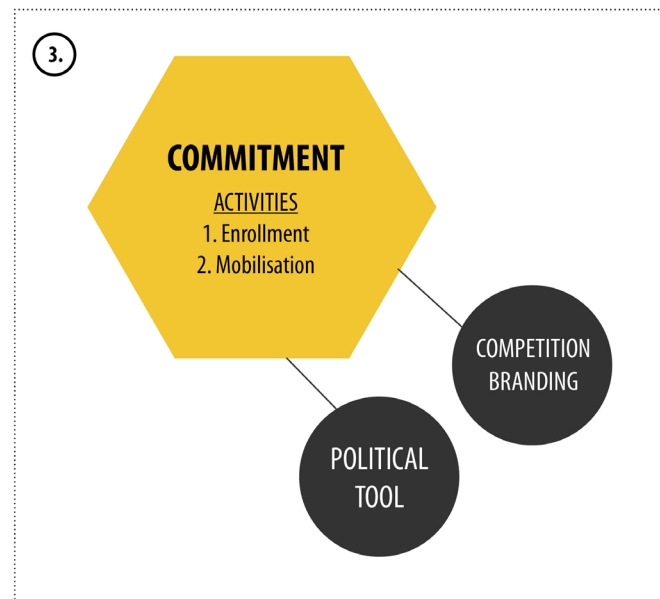 3.
COMMITMENT
ACTIVITIES
1. Enrollment
2. Mobilisation
COMPETITION
BRANDING
POLITICAL
TOOL